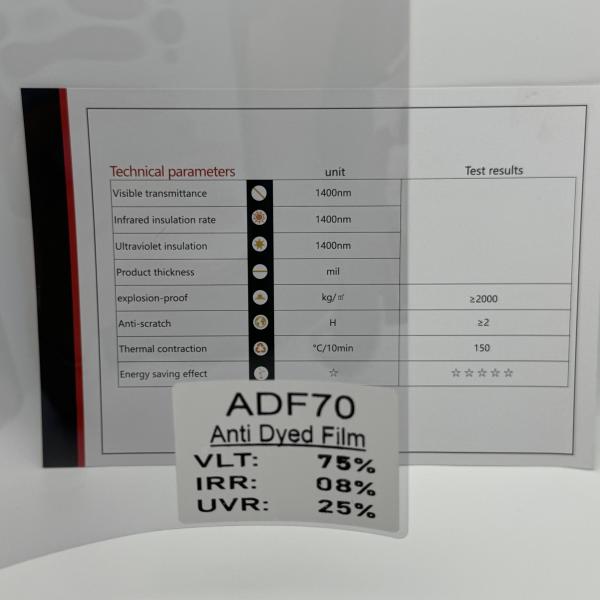 Technical parameters unit Test results
Visible transmittance 1400nm
Infrared insulation rate 1400nm
Ultraviolet insulation 1400nm
Product thickness mil
explosion-proof kg/㎡ ≥2000
Anti-scratch H ≥2
Thermal contraction °C/10min 150
Energy saving effect ☆ ☆☆☆☆☆
ADF70
Anti Dyed Film
VLT: 75%
IRR: 08%
UVR: 25%